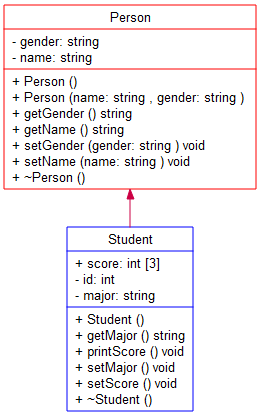 Person
- gender: string
- name: string
+ Person ()
+ Person (name: string , gender: string )
+ getGender () string
+ getName () string
+ setGender (gender: string ) void
+ setName (name: string ) void
+ ~Person ()
Student
+ score: int [3]
- id: int
- major: string
+ Student ()
+ getMajor () string
+ printScore () void
+ setMajor () void
+ setScore () void
+ ~Student ()